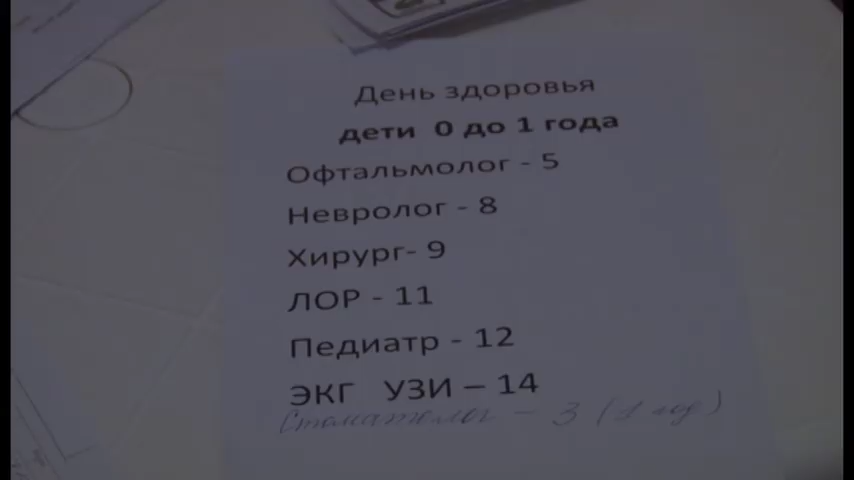 День здоровья
дети 0 до 1 года
Офтальмолог - 5
Невролог - 8
Хирург- 9
ЛОР - 11
Педиатр - 12
ЭКГ УЗИ – 14
Стоматолог - 3 (1 год)